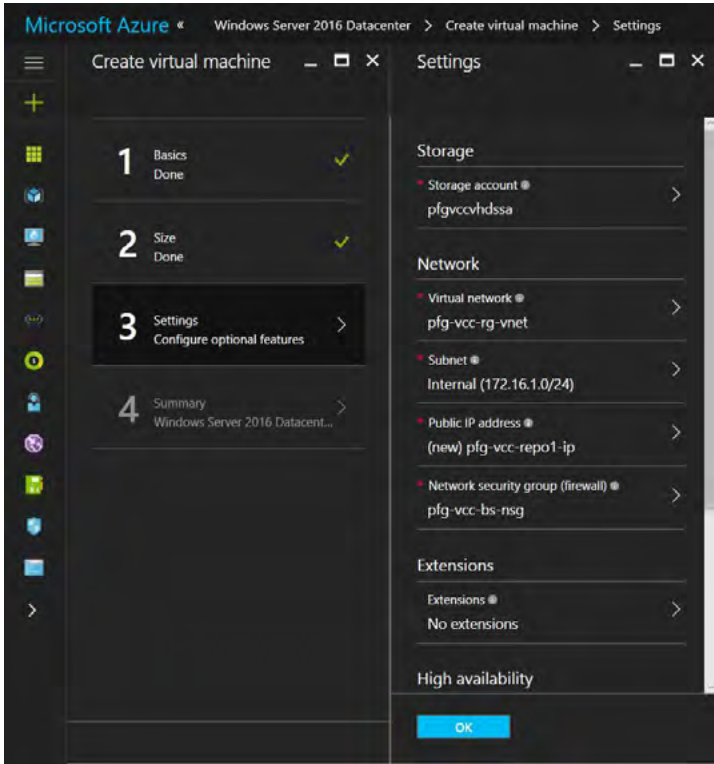 Microsoft Azure « Windows Server 2016 Datacenter > Create virtual machine > Settings
Create virtual machine
1 Basics
Done
2 Size
Done
3 Settings
Configure optional features
4 Summary
Windows Server 2016 Datacent...
Settings
Storage
* Storage account
pfgvccvhdssa
Network
* Virtual network
pfg-vcc-rg-vnet
* Subnet
Internal (172.16.1.0/24)
* Public IP address
(new) pfg-vcc-repo1-ip
* Network security group (firewall)
pfg-vcc-bs-nsg
Extensions
Extensions
No extensions
High availability
OK